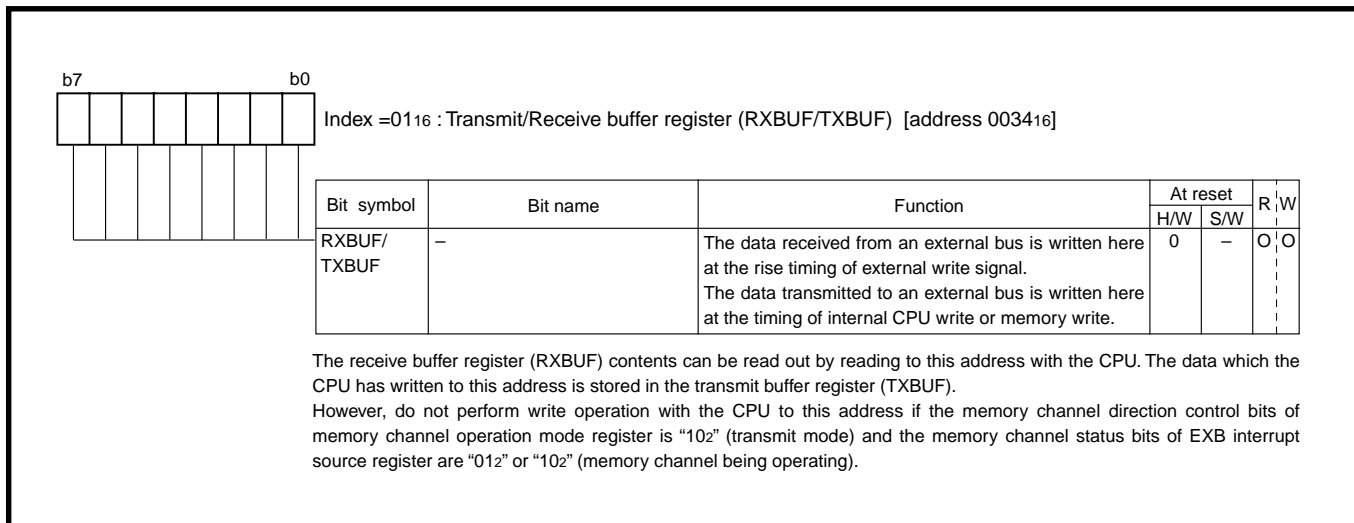 b7 b0
Index =0116 : Transmit/Receive buffer register (RXBUF/TXBUF) [address 003416]
Bit symbol Bit name Function At reset R W
H/W S/W
RXBUF/ – The data received from an external bus is written here 0 – O O
TXBUF at the rise timing of external write signal.
The data transmitted to an external bus is written here
at the timing of internal CPU write or memory write.
The receive buffer register (RXBUF) contents can be read out by reading to this address with the CPU. The data which the
CPU has written to this address is stored in the transmit buffer register (TXBUF).
However, do not perform write operation with the CPU to this address if the memory channel direction control bits of
memory channel operation mode register is “102” (transmit mode) and the memory channel status bits of EXB interrupt
source register are “012” or “102” (memory channel being operating).